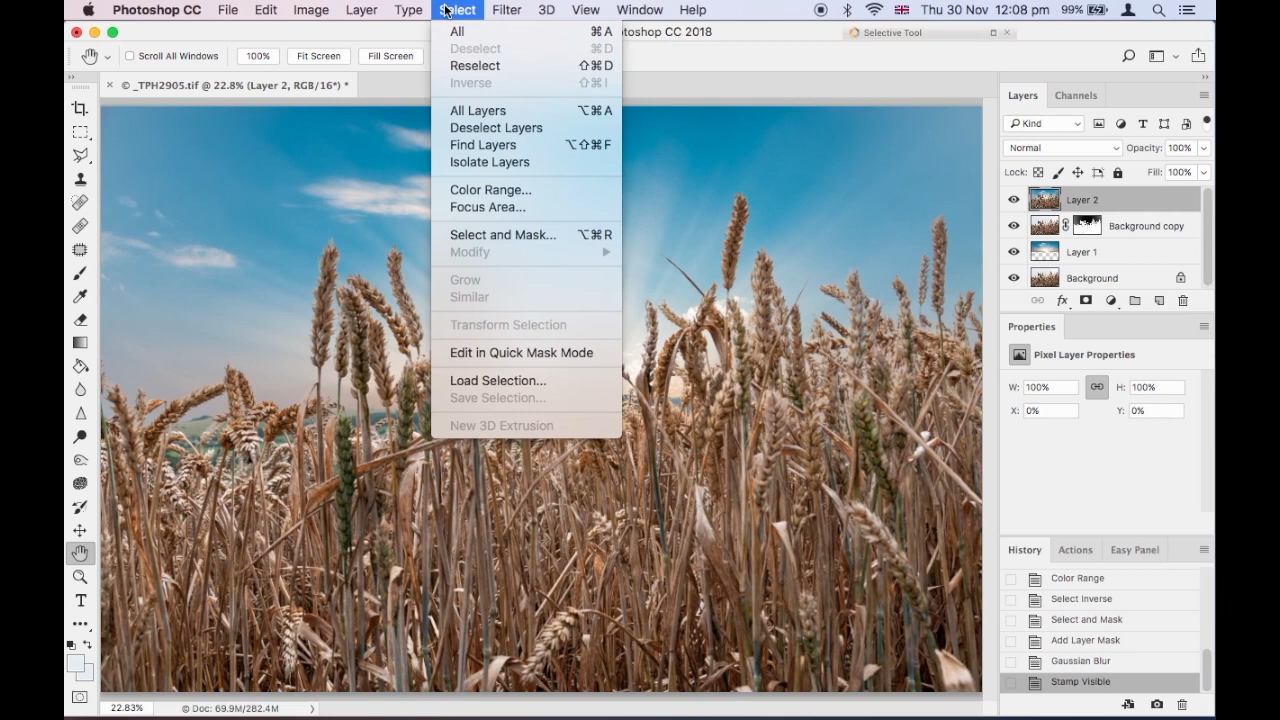 Photoshop CC File Edit Image Layer Type Select Filter 3D View Window Help Thu 30 Nov 12:08 pm 99%
otoshop CC 2018 Selective Tool
Scroll All Windows 100% Fit Screen Fill Screen
© _TPH2905.tif @ 22.8% (Layer 2, RGB/16*) *
All ⌘A
Deselect ⌘D
Reselect ⇧⌘D
Inverse ⇧⌘I
All Layers ⌥⌘A
Deselect Layers
Find Layers ⌥⇧⌘F
Isolate Layers
Color Range...
Focus Area...
Select and Mask... ⌥⌘R
Modify
Grow
Similar
Transform Selection
Edit in Quick Mask Mode
Load Selection...
Save Selection...
New 3D Extrusion
Layers Channels
Kind
Normal Opacity: 100%
Lock: Fill: 100%
Layer 2
Background copy
Layer 1
Background
fx
Properties
Pixel Layer Properties
W: 100% H: 100%
X: 0% Y: 0%
History Actions Easy Panel
Color Range
Select Inverse
Select and Mask
Add Layer Mask
Gaussian Blur
Stamp Visible
22.83% © Doc: 69.9M/282.4M